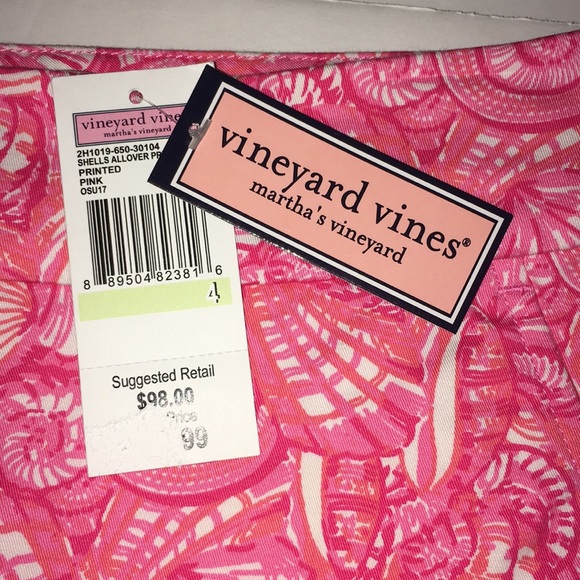 vineyard vines
martha's vineyard
2H1019-650-30104
SHELLS ALLOVER
PRINTED
PINK
OSU17
8 89504 82381 6
4
Suggested Retail
$98.00
Price
99
vineyard vines®
martha's vineyard